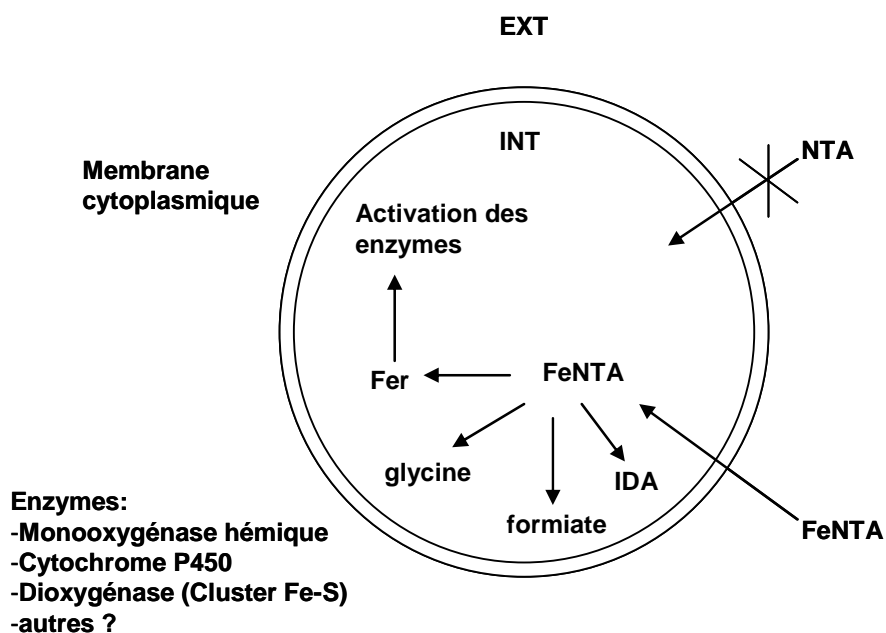 EXT
INT
NTA
Membrane
cytoplasmique
Activation des
enzymes
Fer
FeNTA
glycine
IDA
formiate
FeNTA
Enzymes:
-Monooxygénase hémique
-Cytochrome P450
-Dioxygénase (Cluster Fe-S)
-autres ?